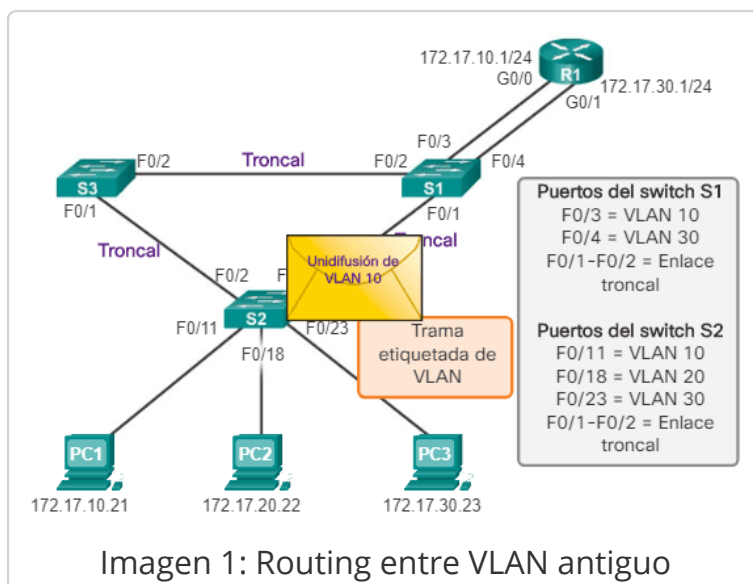 172.17.10.1/24
G0/0
R1
172.17.30.1/24
G0/1
F0/3
F0/2
Troncal
F0/2
F0/4
S3
S1
F0/1
F0/1
Troncal
Troncal
Unidifusión de
VLAN 10
F0/2
F
S2
F0/11
F0/23
F0/18
Trama
etiquetada de
VLAN
Puertos del switch S1
F0/3 = VLAN 10
F0/4 = VLAN 30
F0/1-F0/2 = Enlace
troncal
Puertos del switch S2
F0/11 = VLAN 10
F0/18 = VLAN 20
F0/23 = VLAN 30
F0/1-F0/2 = Enlace
troncal
PC1
PC2
PC3
172.17.10.21
172.17.20.22
172.17.30.23
Imagen 1: Routing entre VLAN antiguo